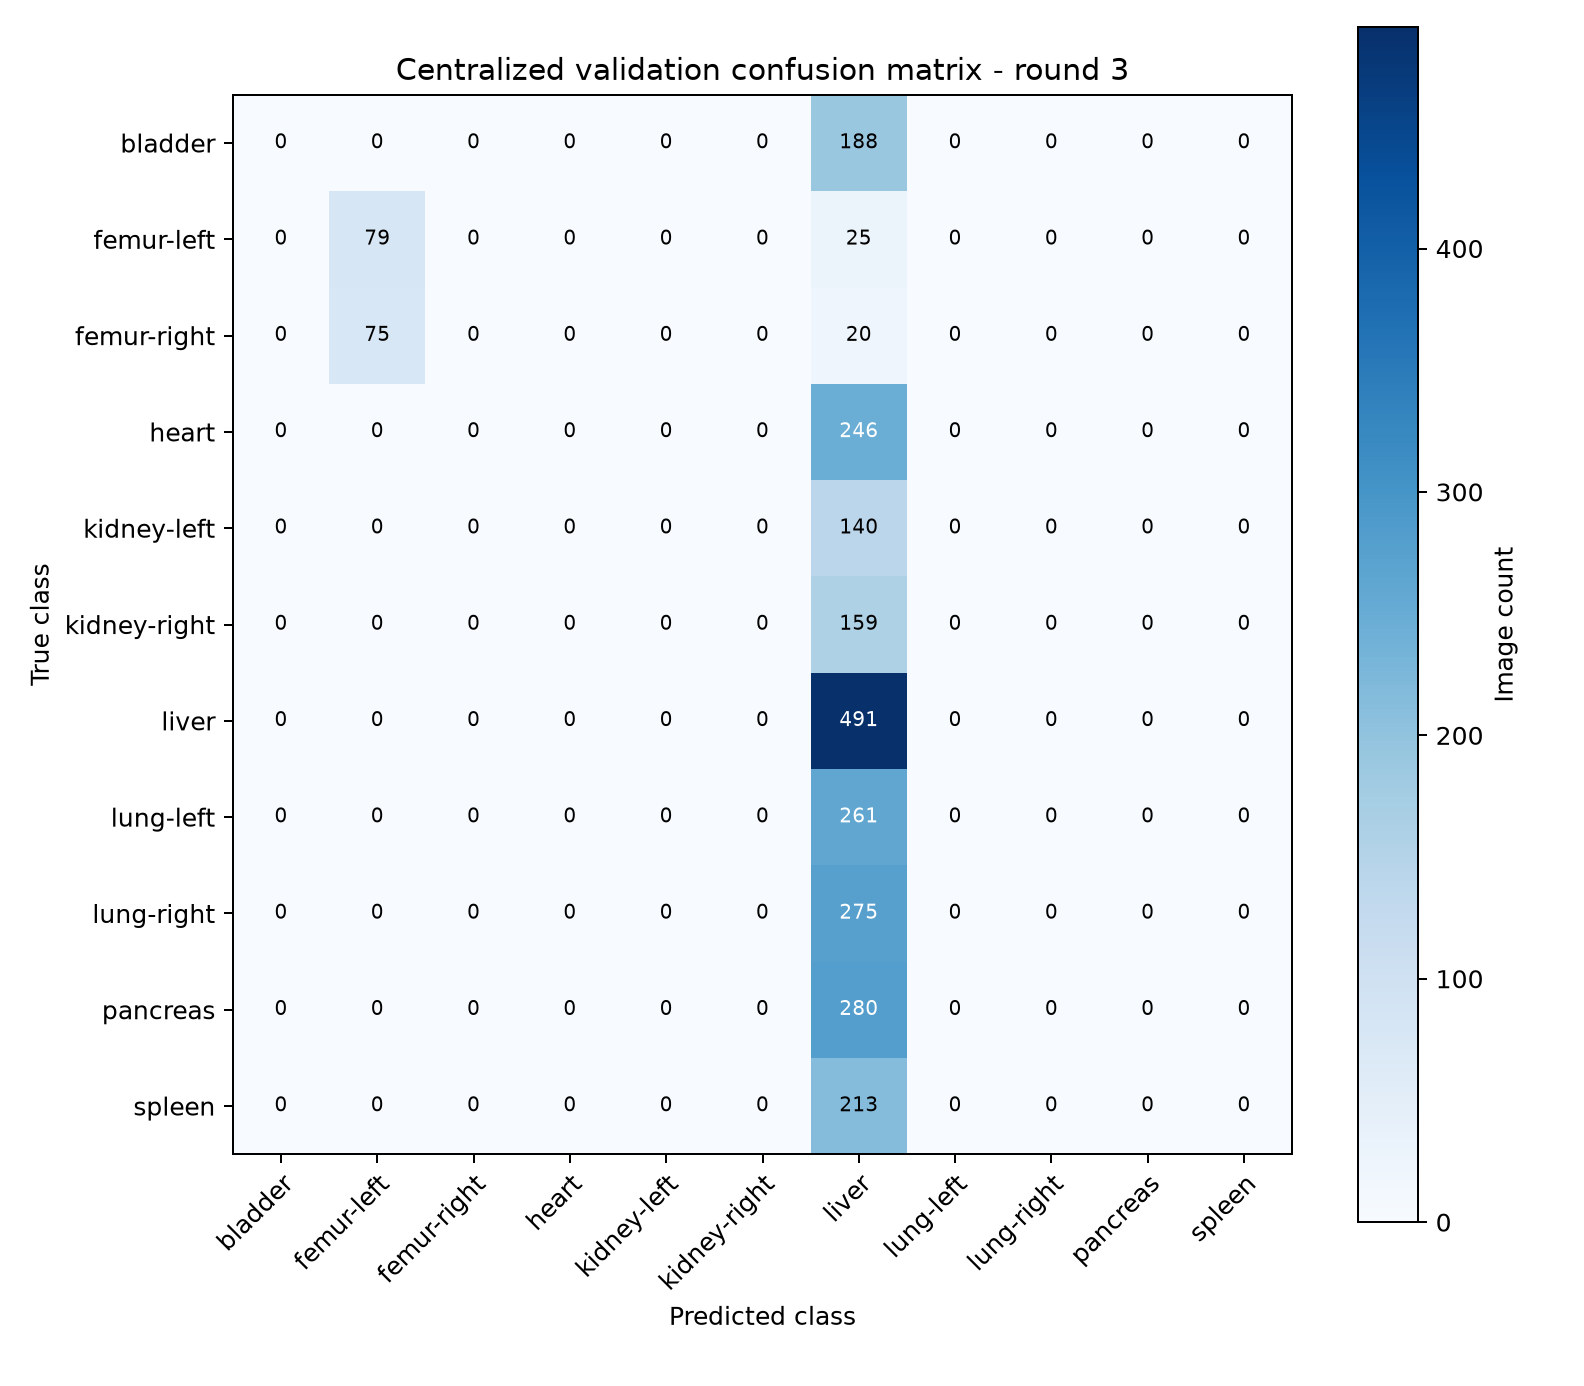 Centralized validation confusion matrix - round 3
bladder 0 0 0 0 0 0 188 0 0 0 0
femur-left 0 79 0 0 0 0 25 0 0 0 0
femur-right 0 75 0 0 0 0 20 0 0 0 0
heart 0 0 0 0 0 0 246 0 0 0 0
kidney-left 0 0 0 0 0 0 140 0 0 0 0
kidney-right 0 0 0 0 0 0 159 0 0 0 0
liver 0 0 0 0 0 0 491 0 0 0 0
lung-left 0 0 0 0 0 0 261 0 0 0 0
lung-right 0 0 0 0 0 0 275 0 0 0 0
pancreas 0 0 0 0 0 0 280 0 0 0 0
spleen 0 0 0 0 0 0 213 0 0 0 0
True class
bladder femur-left femur-right heart kidney-left kidney-right liver lung-left lung-right pancreas spleen
Predicted class
400
300
200
100
0
Image count